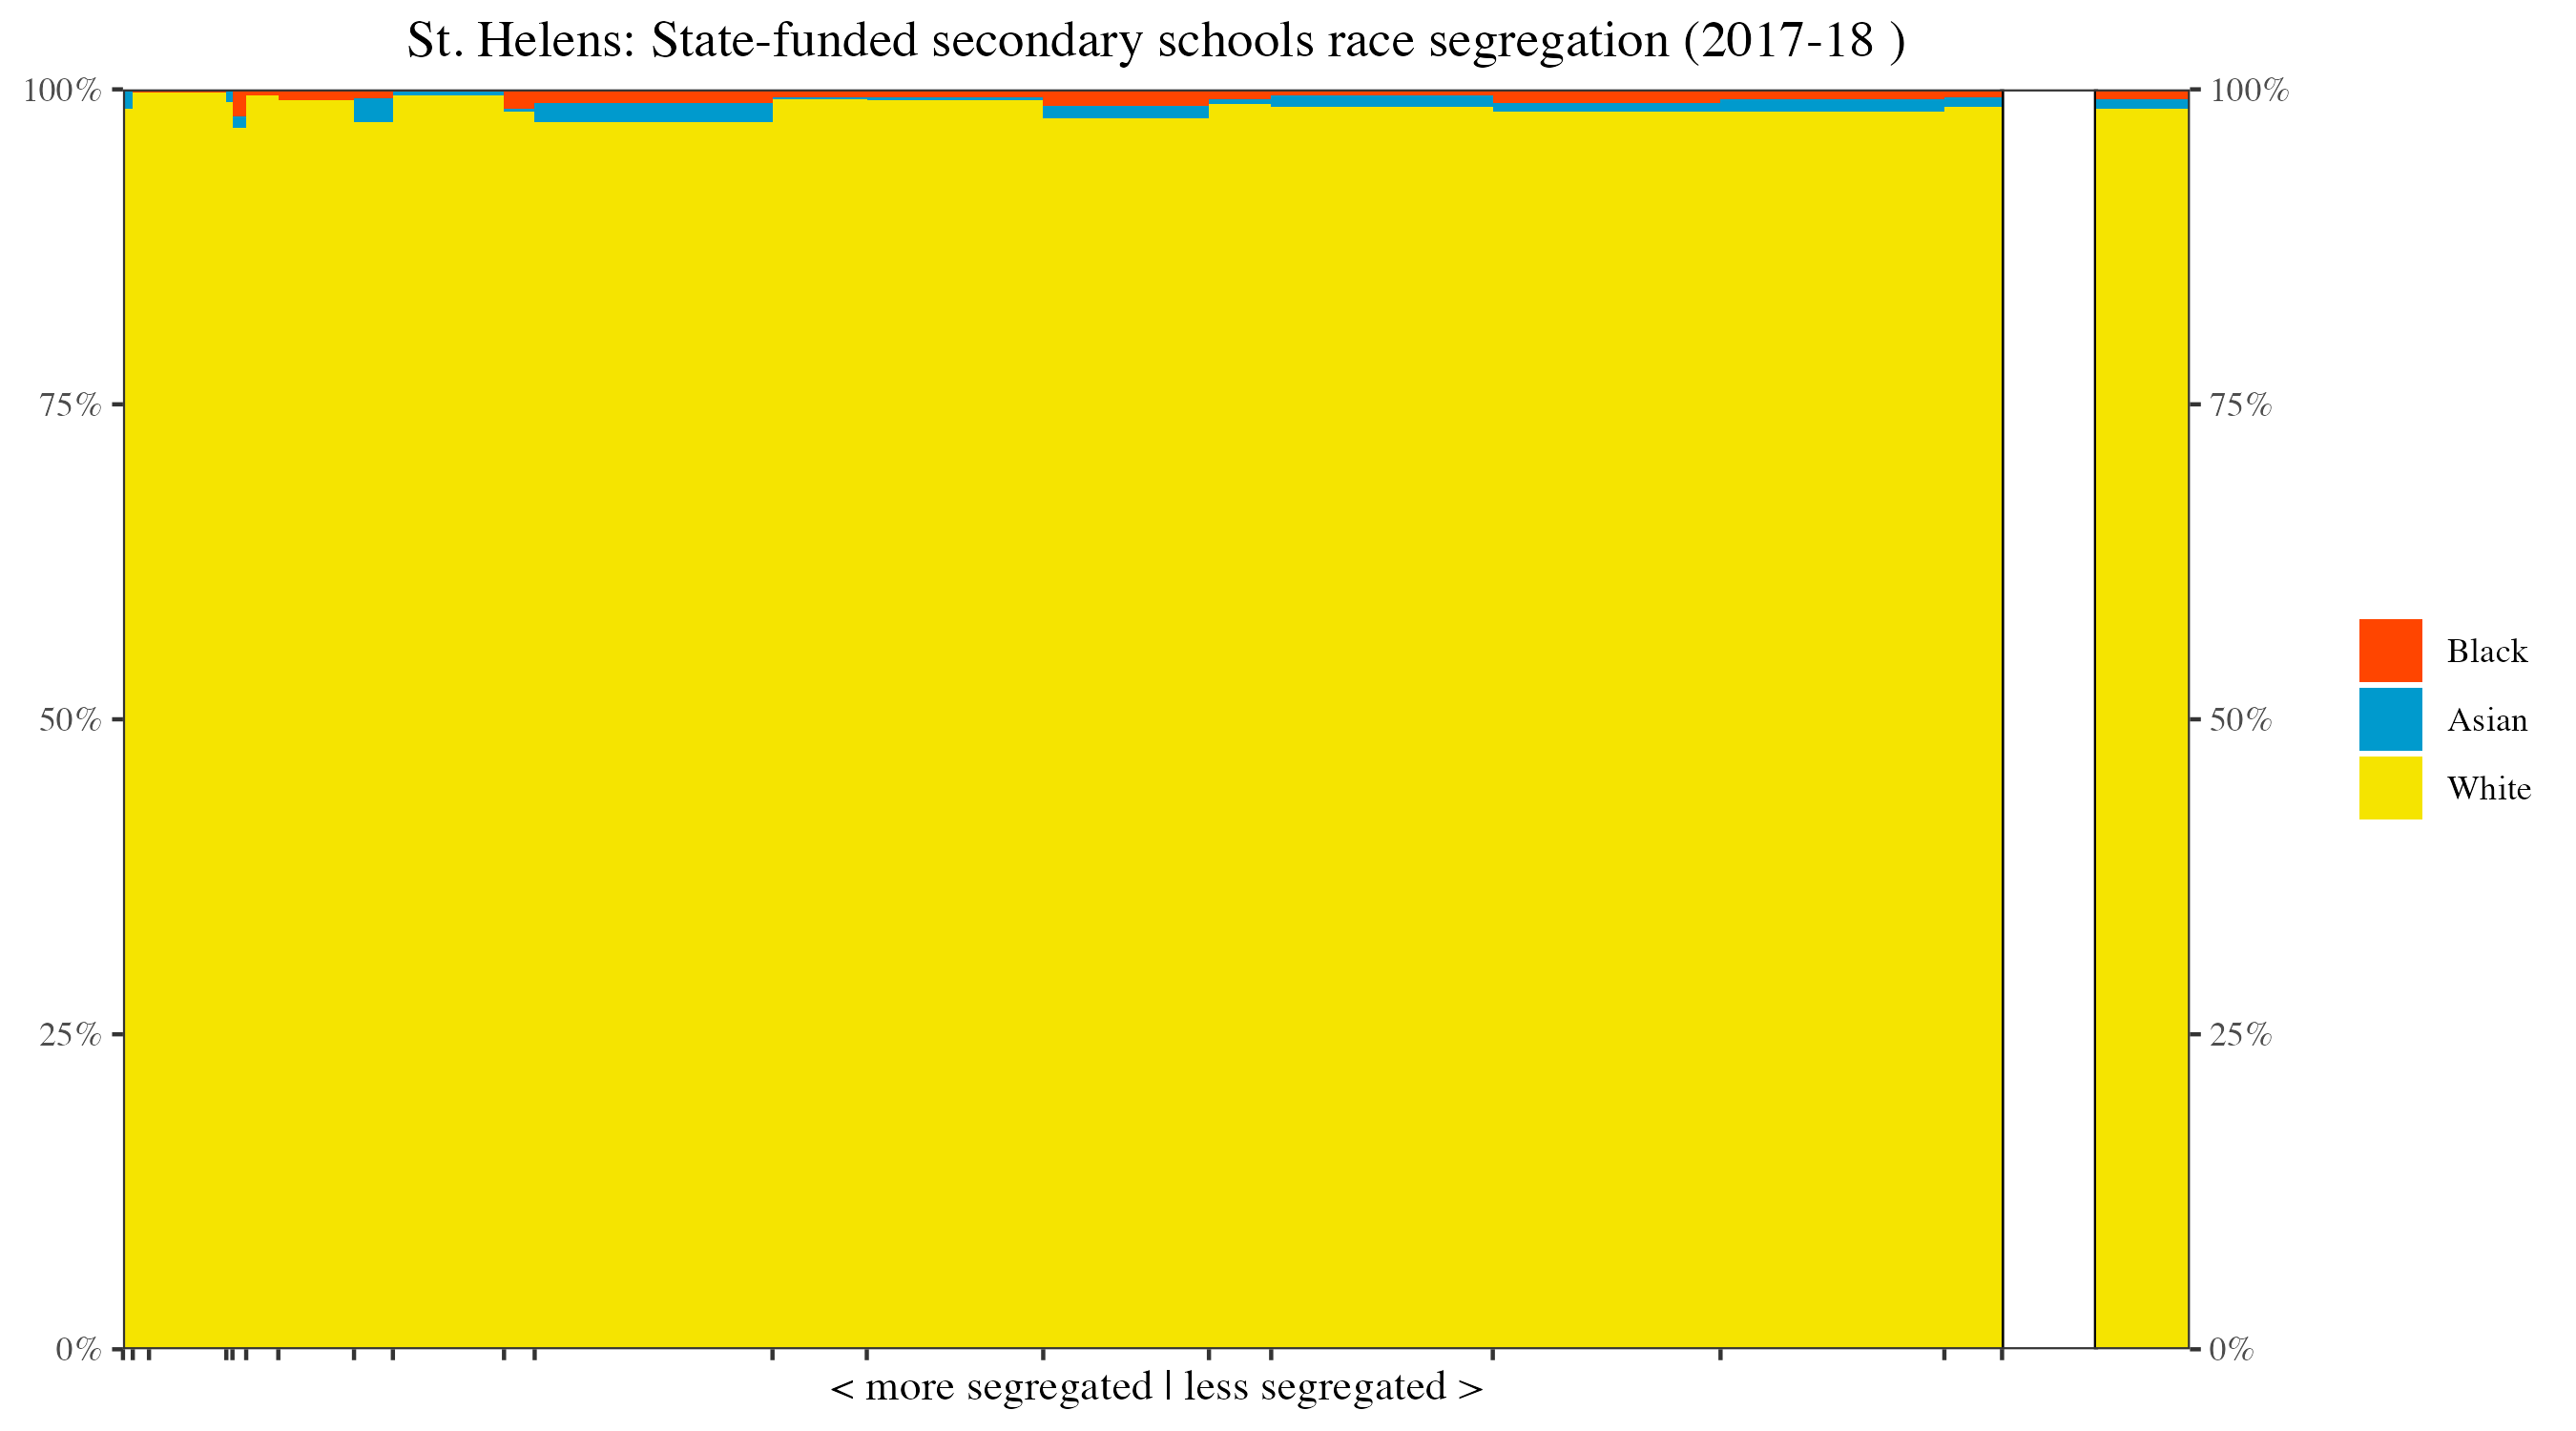 St. Helens: State-funded secondary schools race segregation (2017-18 )
100%
100%
75%
75%
Black
50%
Asian
50%
White
25%
25%
0%
0%
< more segregated | less segregated >